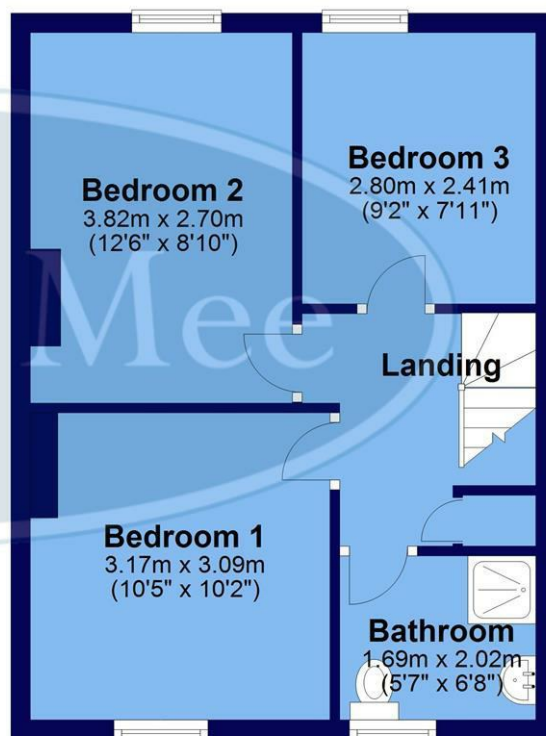 Bedroom 2
3.82m x 2.70m
(12'6" x 8'10")
Bedroom 3
2.80m x 2.41m
(9'2" x 7'11")
Mee
Landing
Bedroom 1
3.17m x 3.09m
(10'5" x 10'2")
Bathroom
1.69m x 2.02m
(5'7" x 6'8")